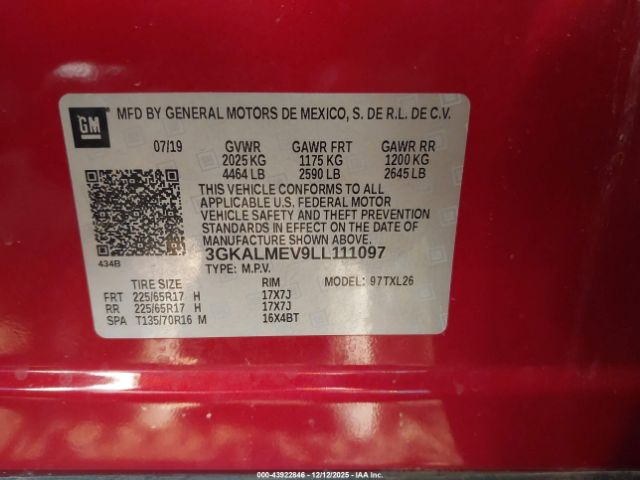 GM MFD BY GENERAL MOTORS DE MEXICO, S. DE R.L. DE C.V.
07/19 GVWR GAWR FRT GAWR RR
2025 KG 1175 KG 1200 KG
4464 LB 2590 LB 2645 LB
THIS VEHICLE CONFORMS TO ALL
APPLICABLE U.S. FEDERAL MOTOR
VEHICLE SAFETY AND THEFT PREVENTION
STANDARDS IN EFFECT ON THE DATE OF
MANUFACTURE SHOWN ABOVE.
434B 3GKALMEV9LL111097
TYPE: M.P.V.
TIRE SIZE RIM MODEL: 97TXL26
FRT 225/65R17 H 17X7J
RR 225/65R17 H 17X7J
SPA T135/70R16 M 16X4BT
000-43922846 - 12/12/2025 - IAAI.COM